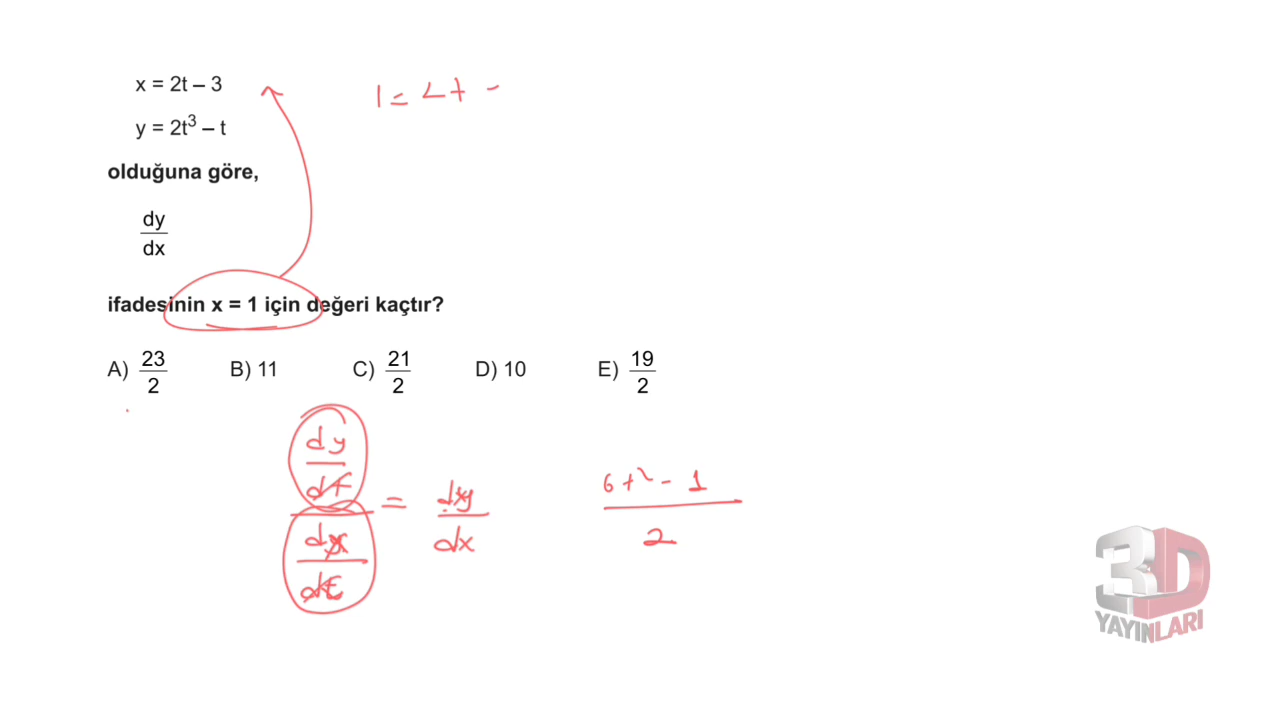 x = 2t – 3
1 = 2t -
y = 2t³ – t
olduğuna göre,
dy
dx
ifadesinin x = 1 için değeri kaçtır?
A) 23/2 B) 11 C) 21/2 D) 10 E) 19/2
dy/dt
dx/dt
= dy/dx
6t² - 1
2
3D
YAYINLARI